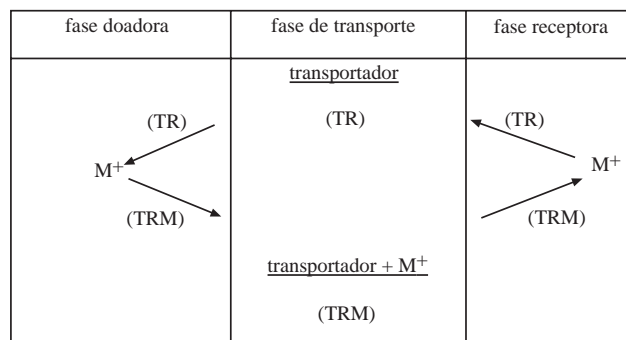 fase doadora fase de transporte fase receptora
transportador
(TR) (TR) (TR)
M+ M+
(TRM) (TRM)
transportador + M+
(TRM)